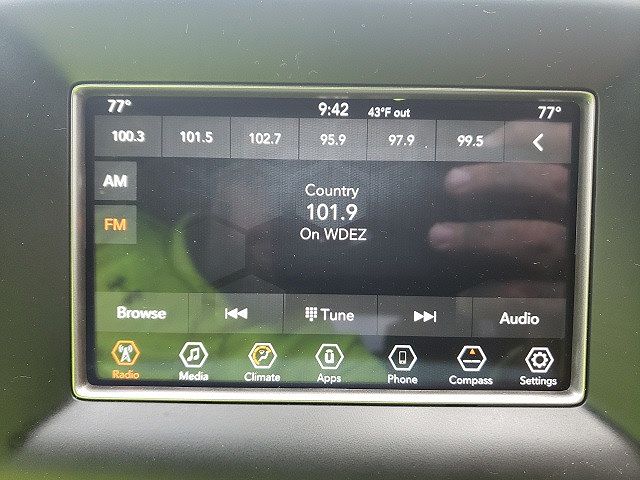 77° 9:42 43°F out 77°
100.3 101.5 102.7 95.9 97.9 99.5
AM
FM
Country
101.9
On WDEZ
Browse Tune Audio
Radio Media Climate Apps Phone Compass Settings